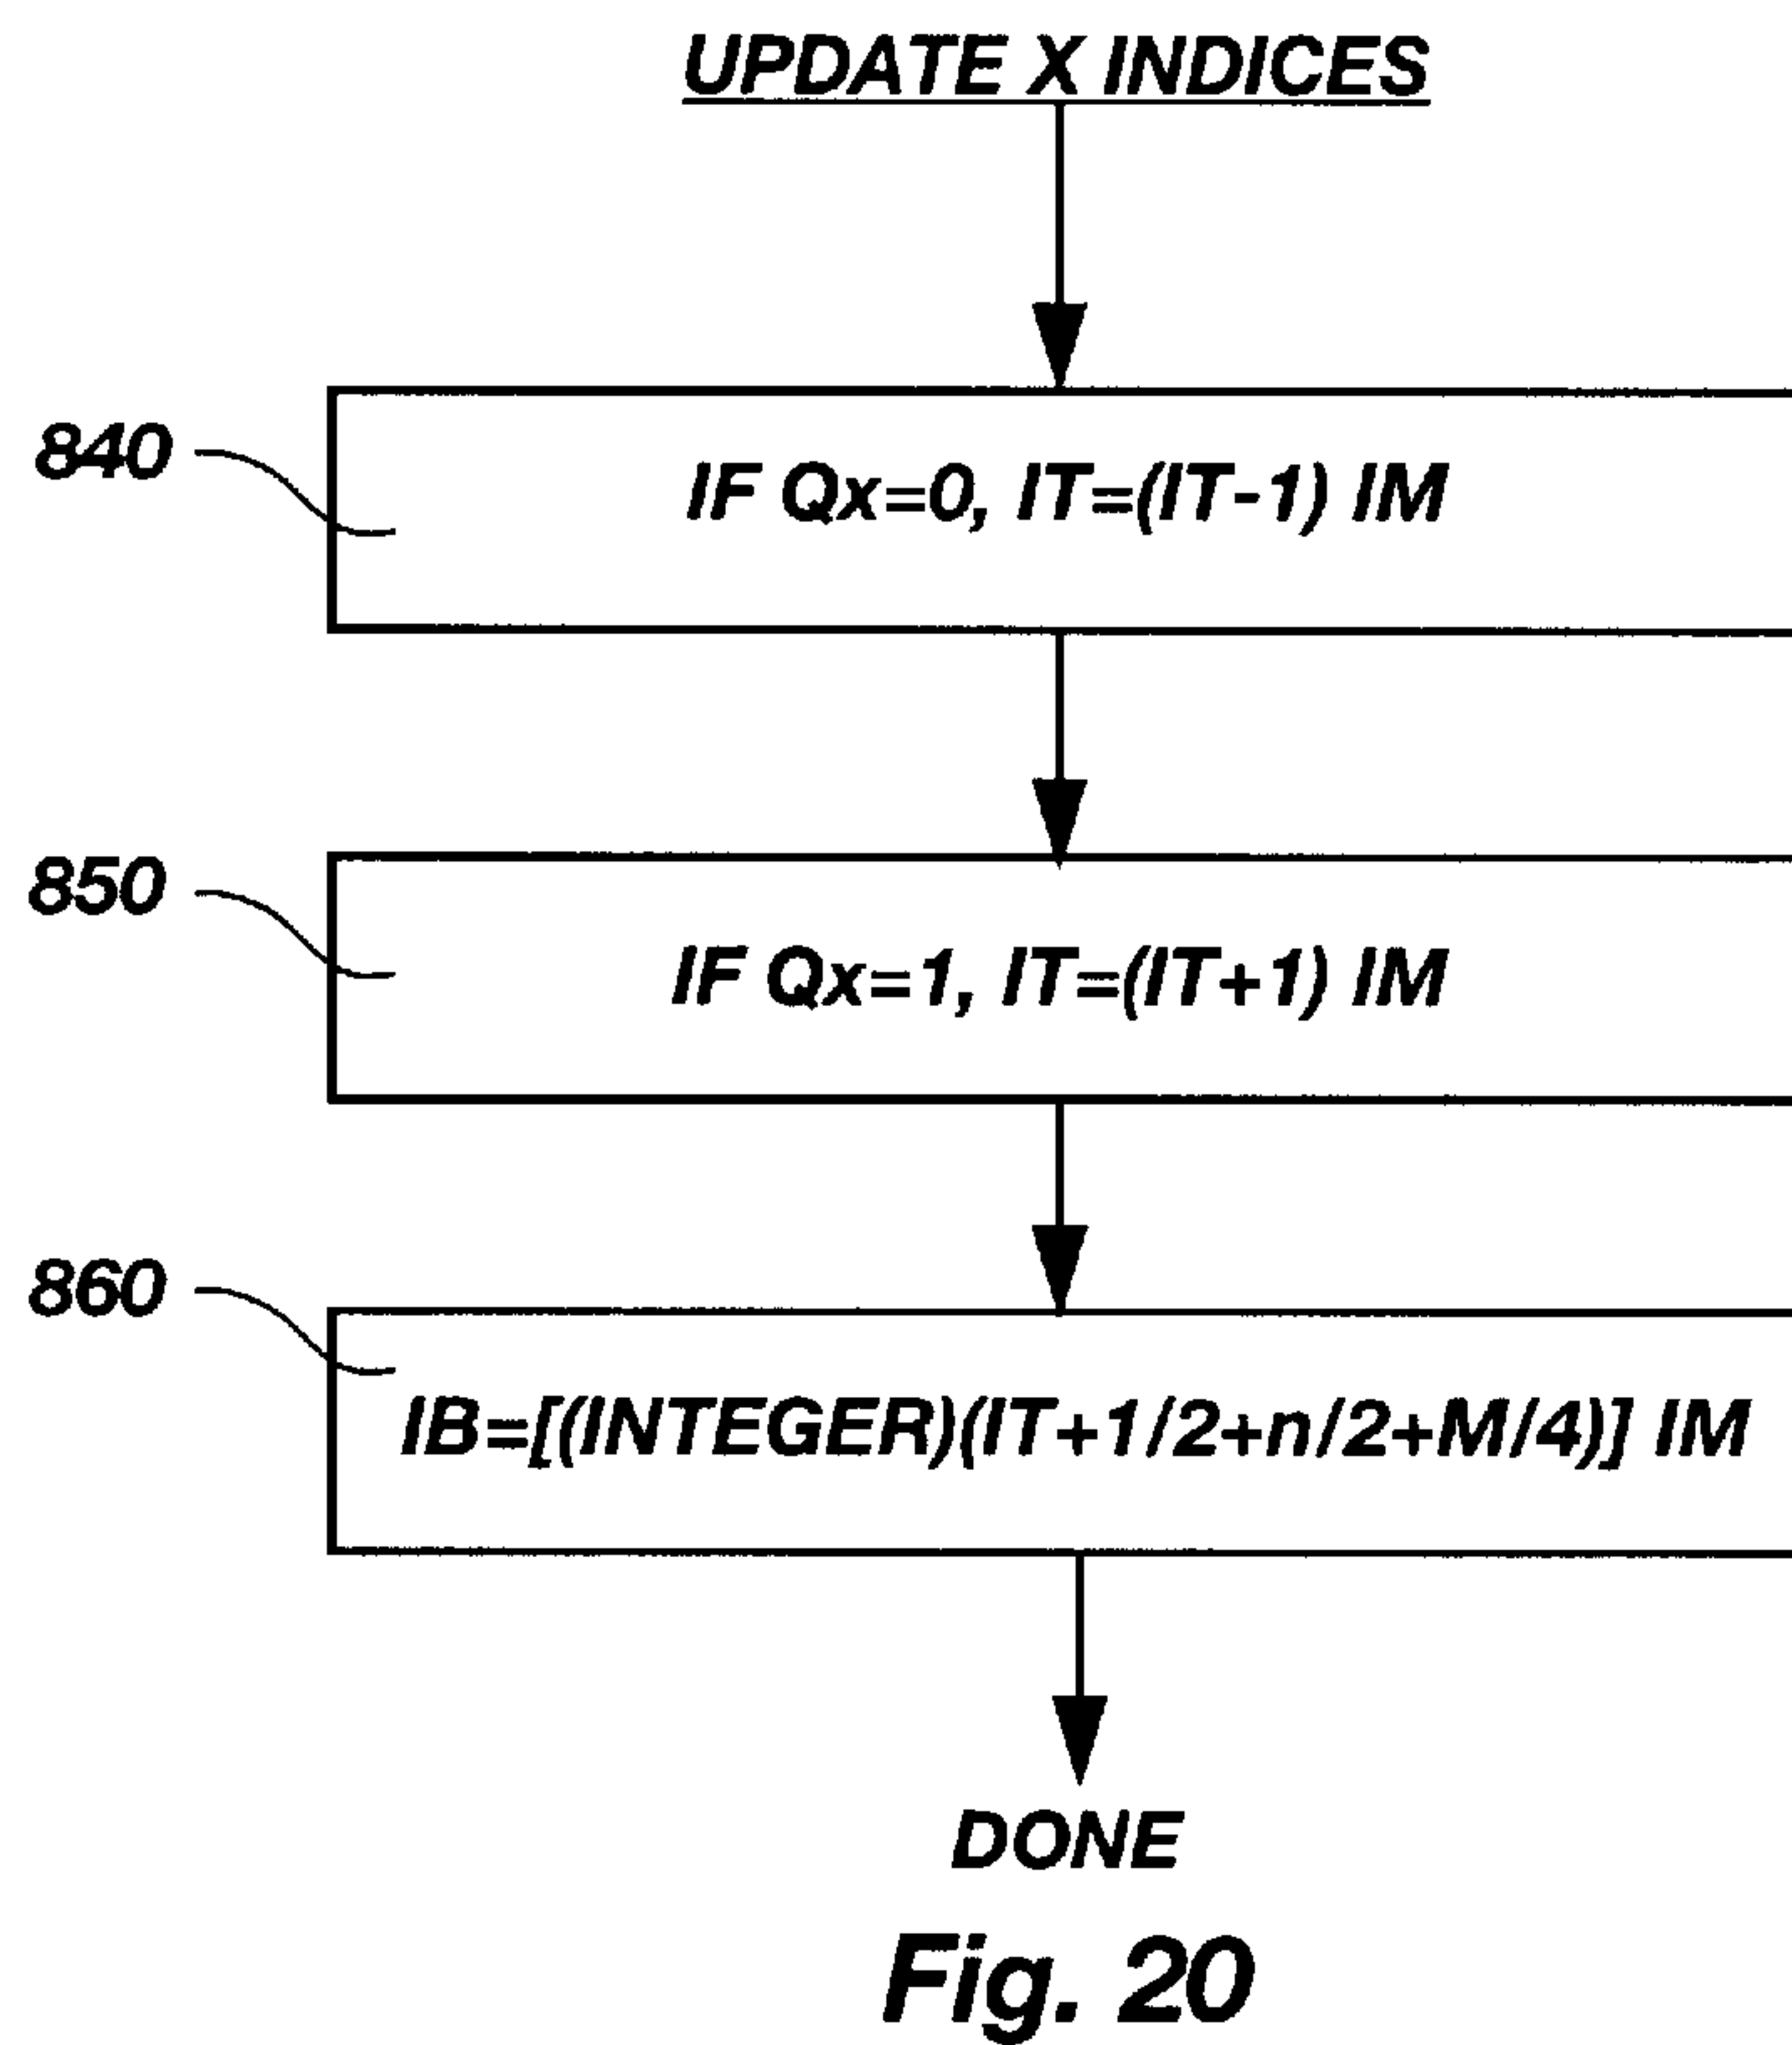 UPDATE X INDICES
840
IF Qx=0, IT=(IT-1) IM
850
IF Qx=1, IT=(IT+1) IM
860
IB=[(INTEGER)(IT+1/2+n/2+M/4)] IM
DONE
Fig. 20